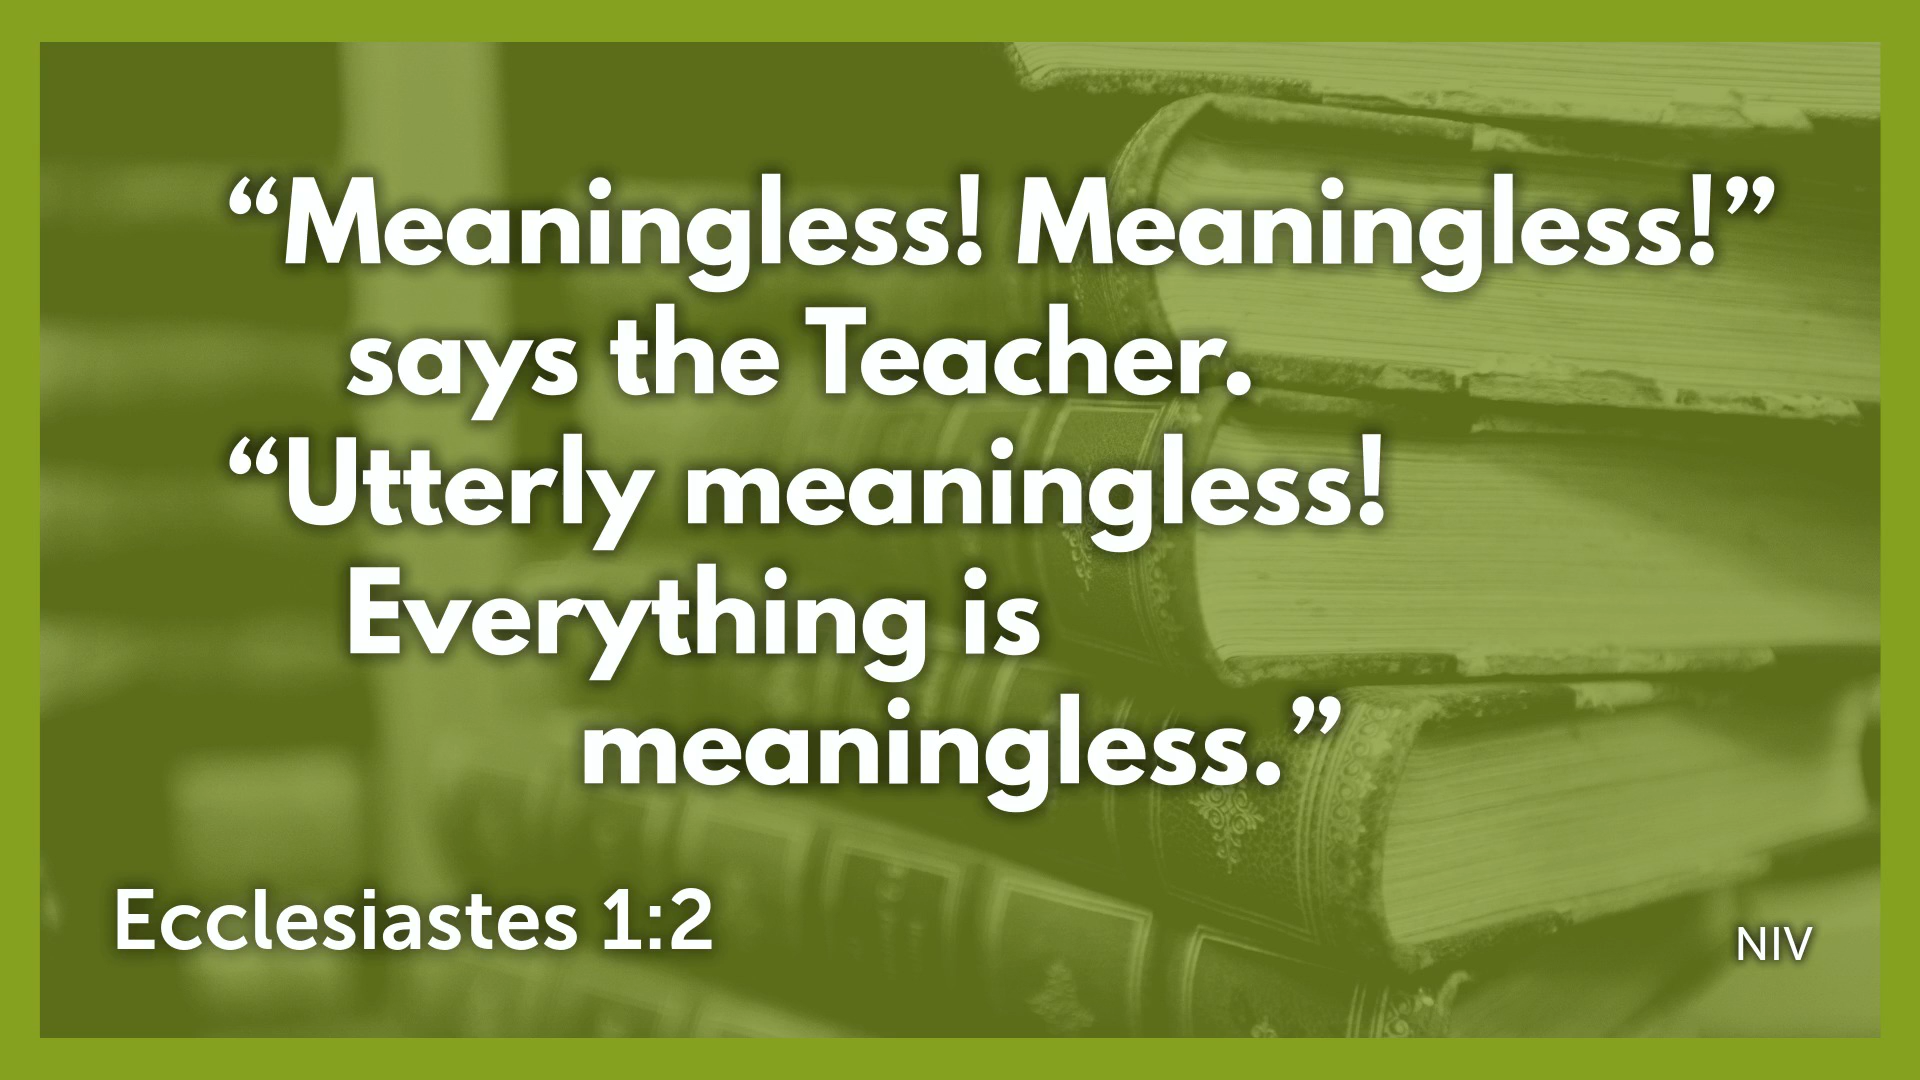 “Meaningless! Meaningless!”
says the Teacher.
“Utterly meaningless!
Everything is
meaningless.”
Ecclesiastes 1:2
NIV